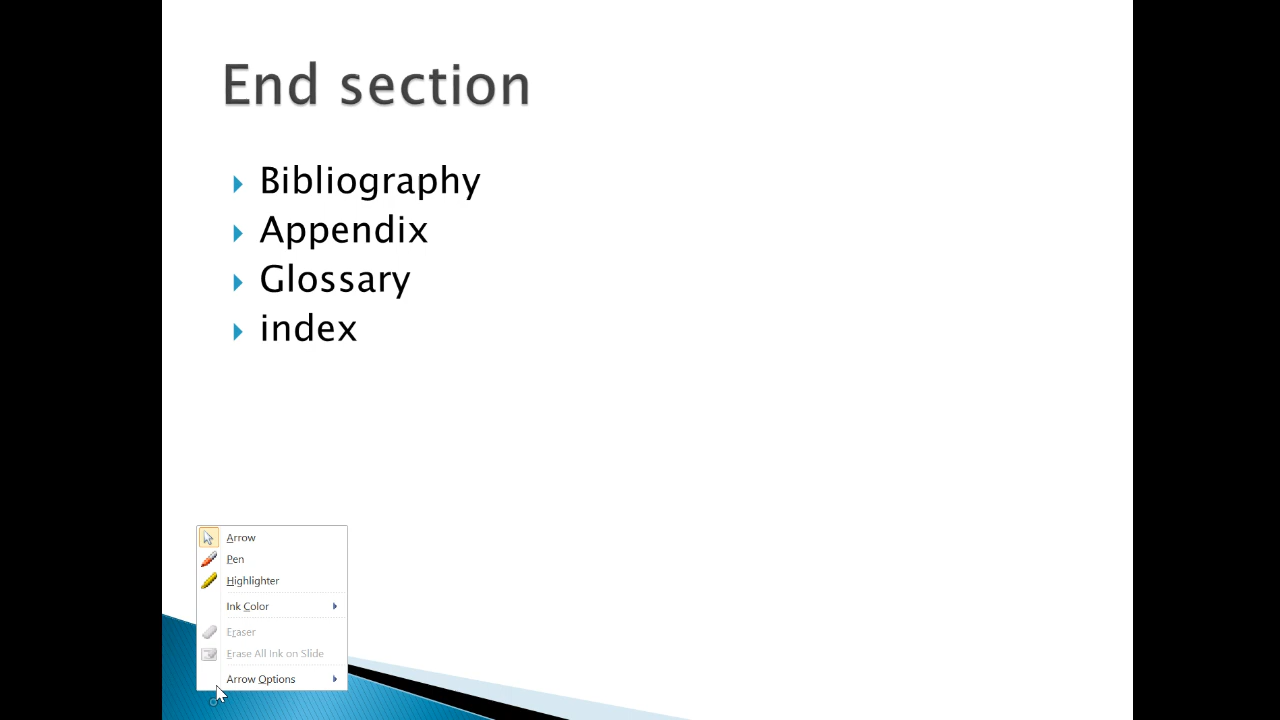 End section
Bibliography
Appendix
Glossary
index
Arrow
Pen
Highlighter
Ink Color
Eraser
Erase All Ink on Slide
Arrow Options